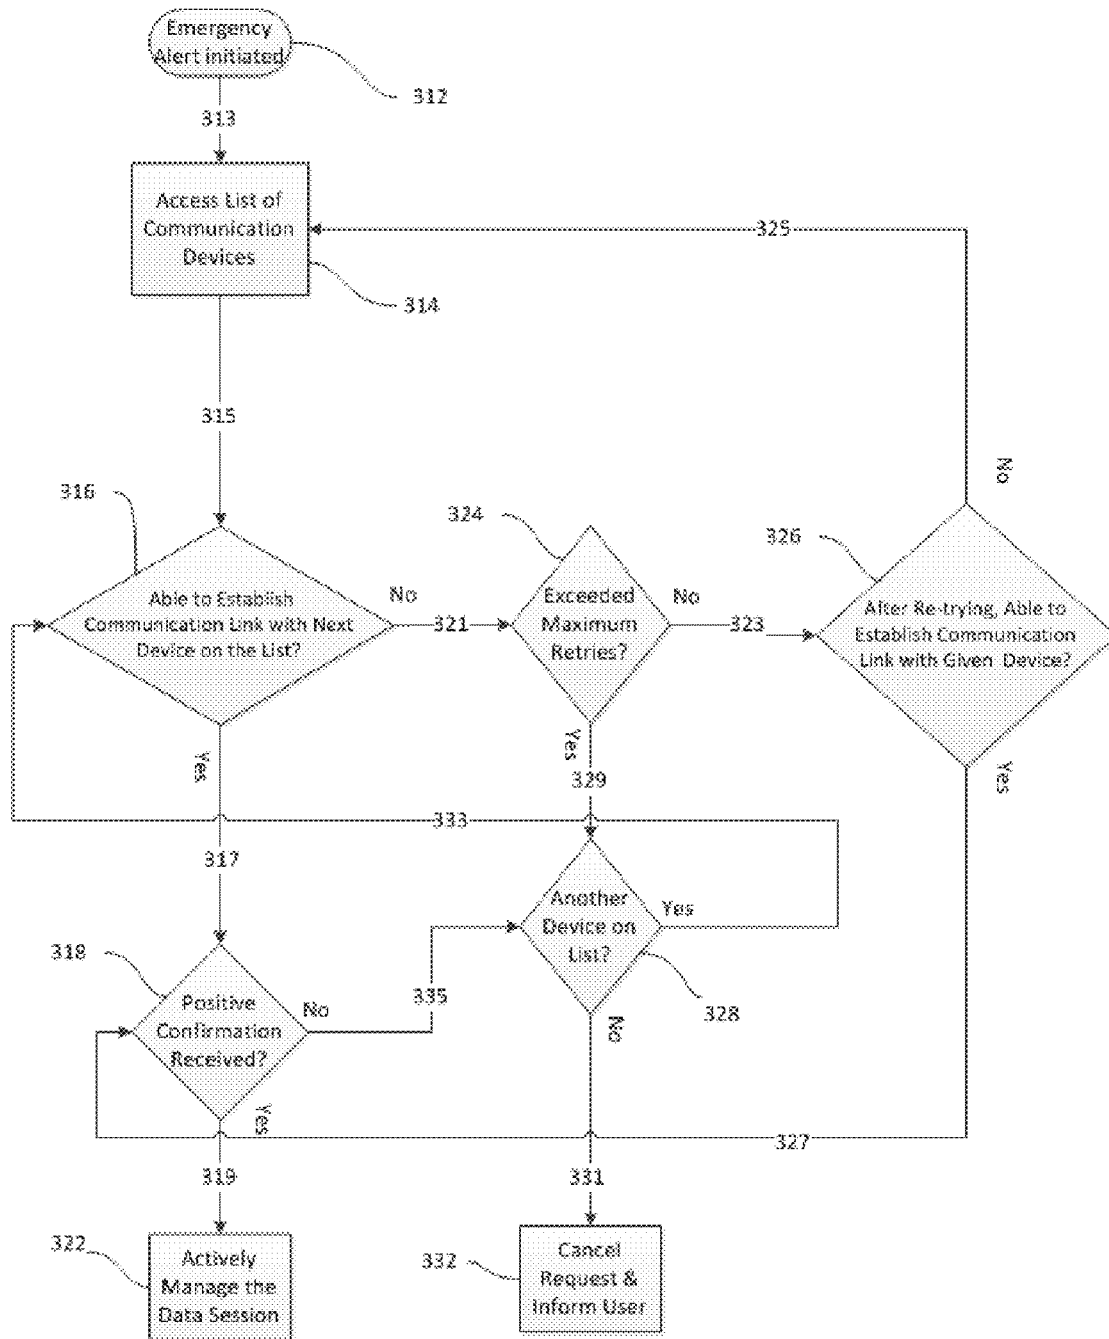 Emergency
Alert Initiated
312
313
Access List of
Communication
Devices
325
314
315
No
316
324
326
Able to Establish
Communication Link with Next
Device on the List?
No
321
Exceeded
Maximum
Retries?
No
323
After Re-trying, Able to
Establish Communication
Link with Given Device?
Yes
Yes
329
Yes
333
317
Another
Device on
List?
Yes
318
335
328
Positive
Confirmation
Received?
No
No
Yes
327
319
331
322
Actively
Manage the
Data Session
332
Cancel
Request &
Inform User